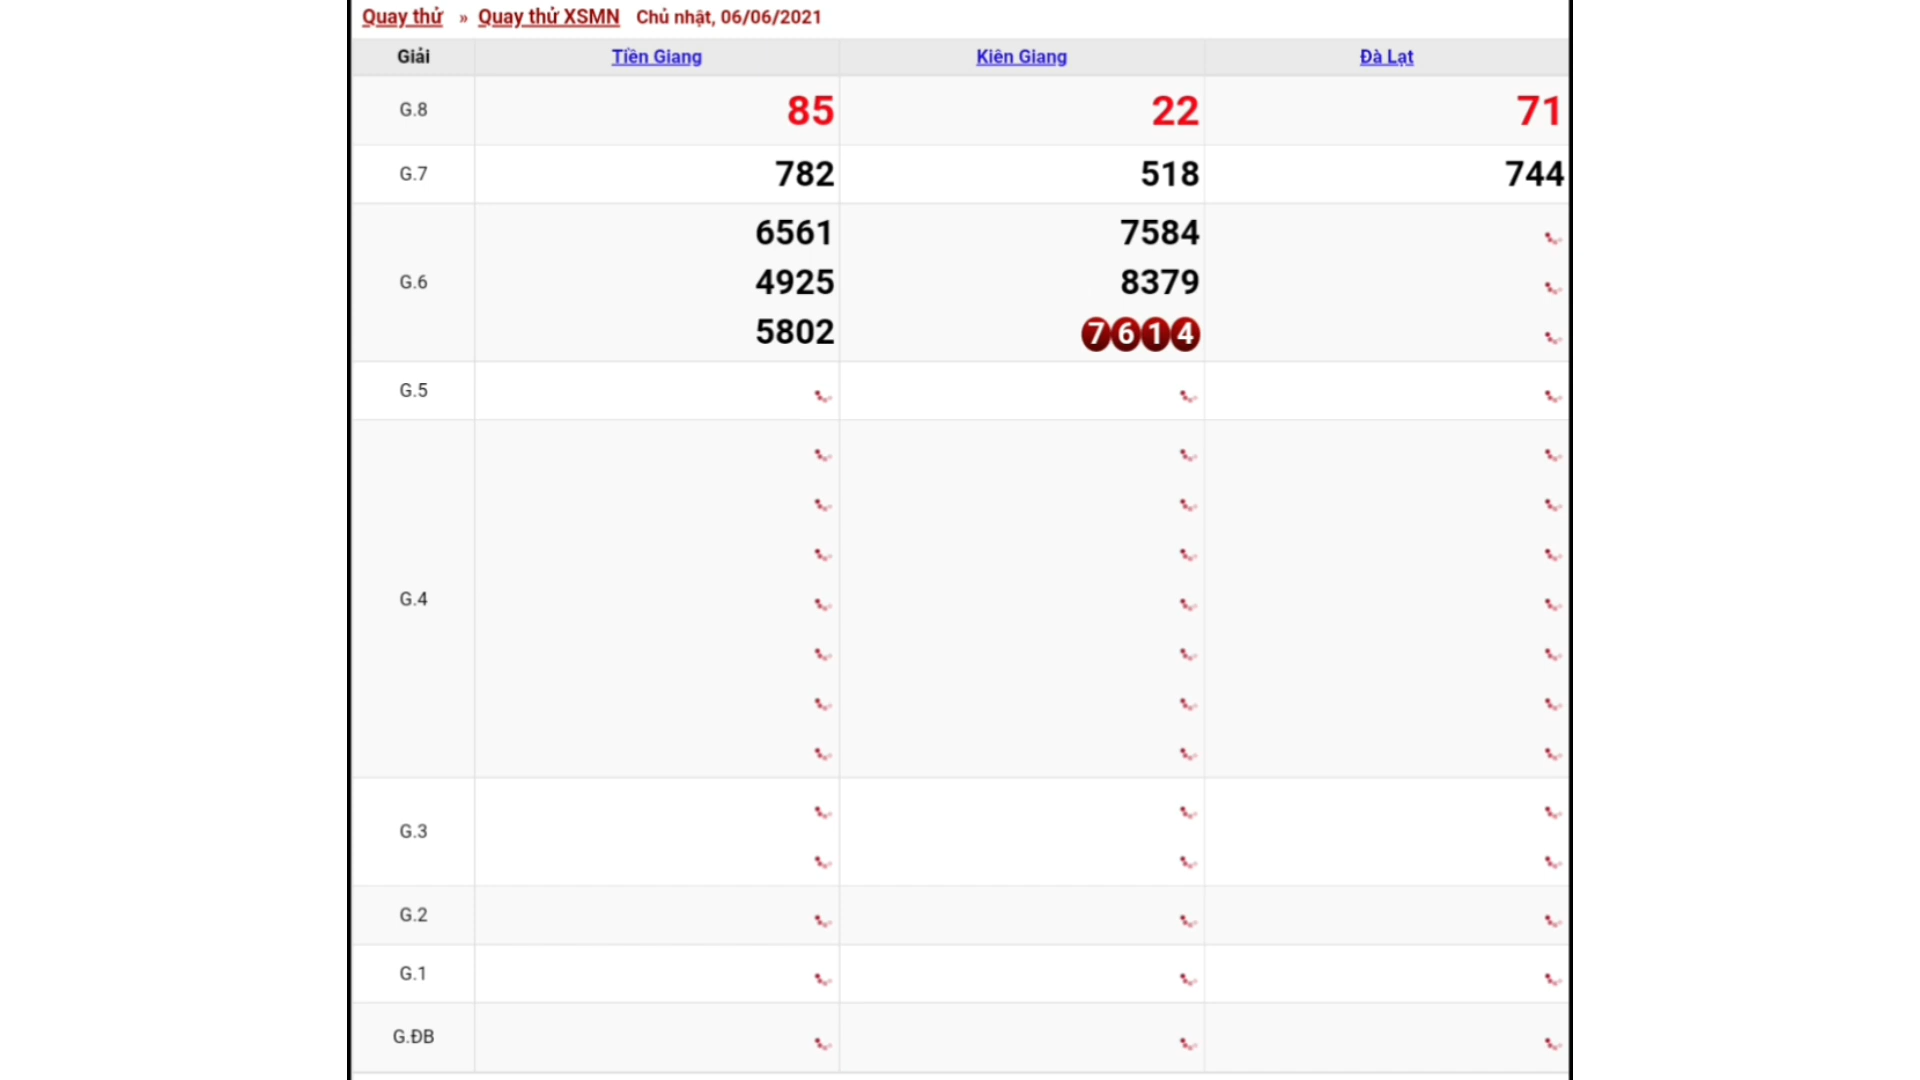 Quay thử » Quay thử XSMN Chủ nhật, 06/06/2021
Giải Tiền Giang Kiên Giang Đà Lạt
G.8 85 22 71
G.7 782 518 744
6561 7584
G.6 4925 8379
5802 7614
G.5
G.4
G.3
G.2
G.1
G.ĐB